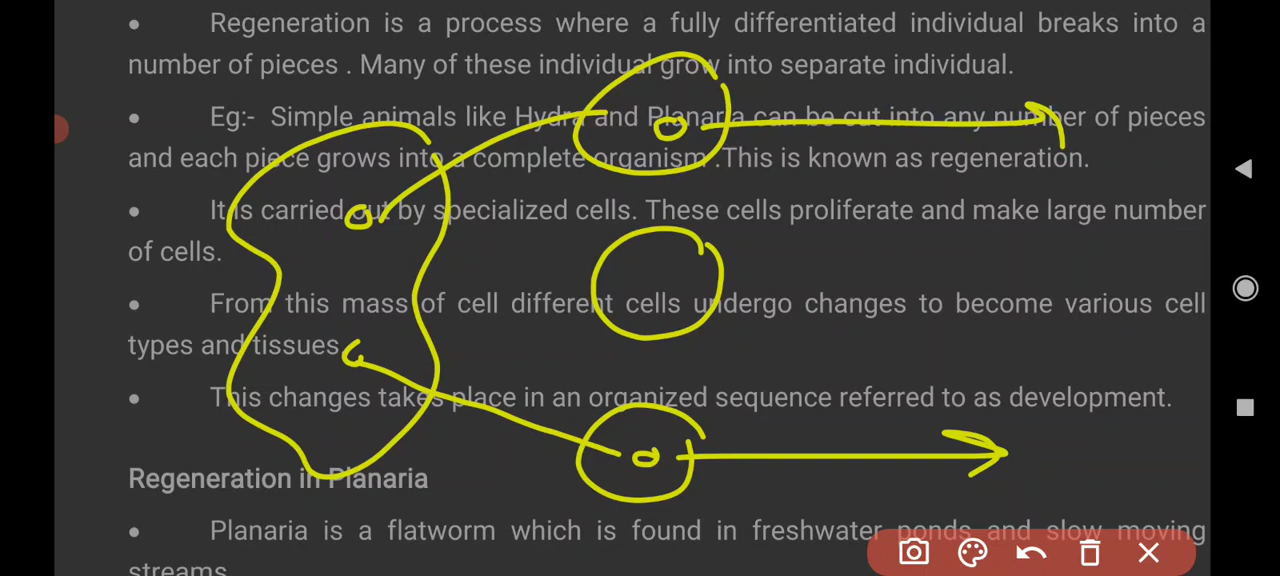 • Regeneration is a process where a fully differentiated individual breaks into a
number of pieces . Many of these individual grow into separate individual.
• Eg:- Simple animals like Hydra and Planaria can be cut into any number of pieces
and each piece grows into a complete organism .This is known as regeneration.
• It is carried out by specialized cells. These cells proliferate and make large number
of cells.
• From this mass of cell different cells undergo changes to become various cell
types and tissues.
• This changes takes place in an organized sequence referred to as development.
Regeneration in Planaria
• Planaria is a flatworm which is found in freshwater ponds and slow moving
streams.